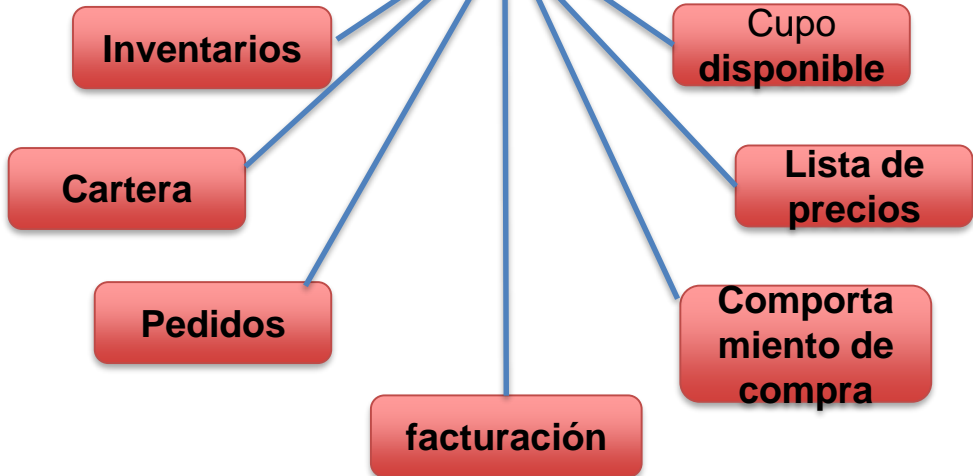 Inventarios
Cupo
disponible
Cartera
Lista de
precios
Pedidos
Comporta
miento de
compra
facturación